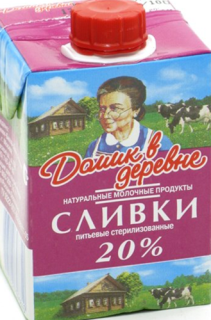 Домик в
деревне
НАТУРАЛЬНЫЕ МОЛОЧНЫЕ ПРОДУКТЫ
СЛИВКИ
питьевые стерилизованные
20%